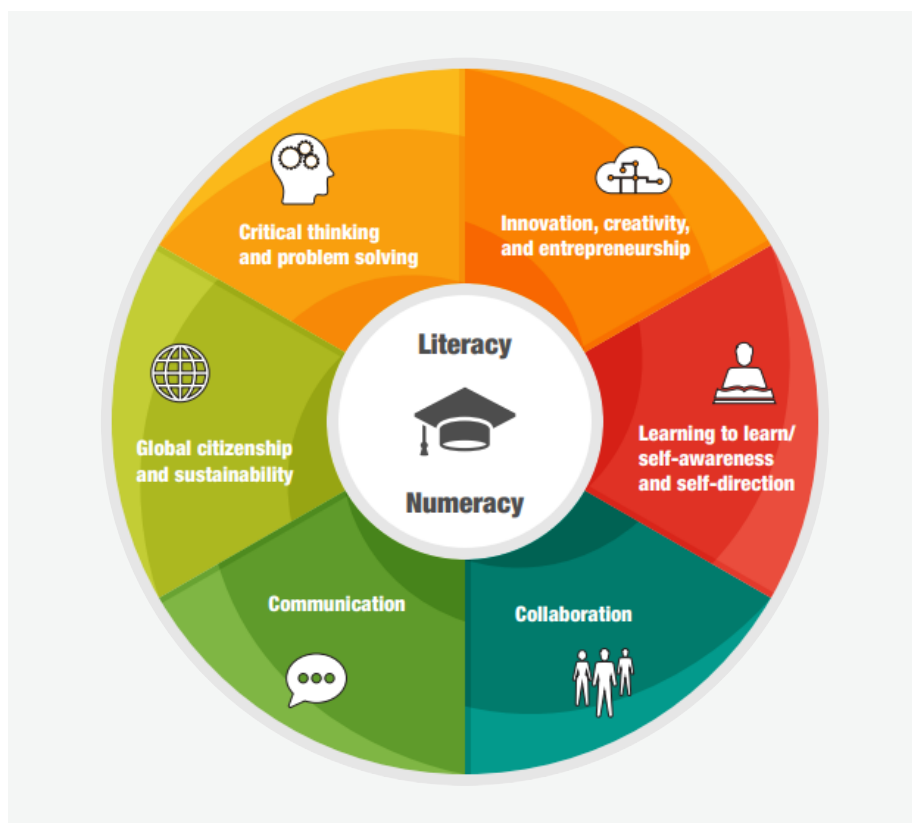 Critical thinking
and problem solving
Innovation, creativity,
and entrepreneurship
Literacy
Numeracy
Global citizenship
and sustainability
Learning to learn/
self-awareness
and self-direction
Communication
Collaboration